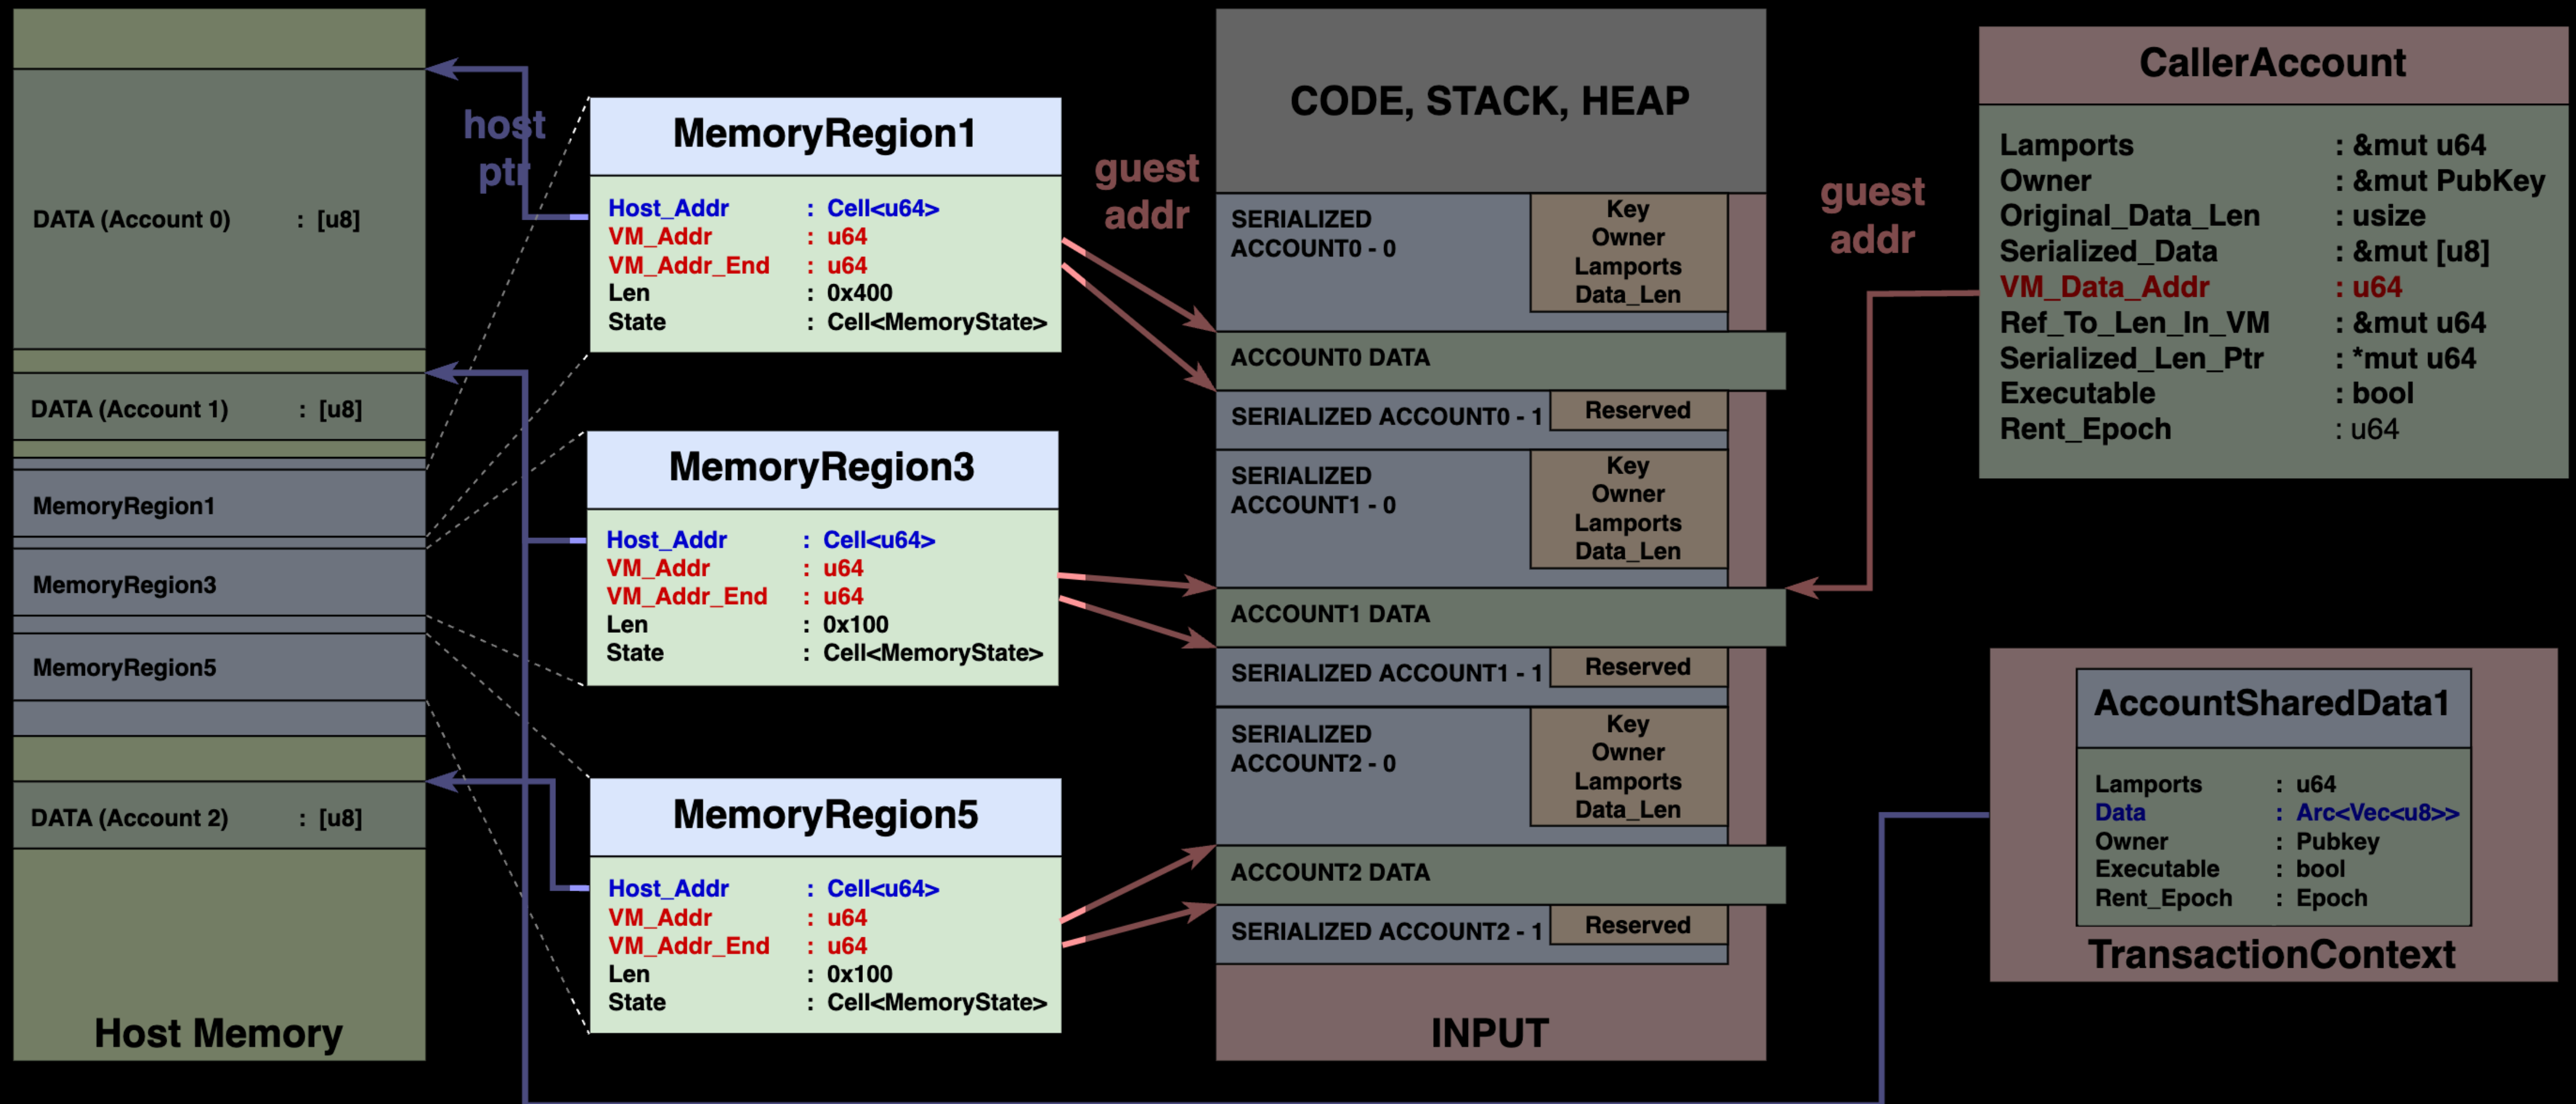 DATA (Account 0) : [u8]
DATA (Account 1) : [u8]
MemoryRegion1
MemoryRegion3
MemoryRegion5
DATA (Account 2) : [u8]
Host Memory
host
ptr
MemoryRegion1
Host_Addr : Cell<u64>
VM_Addr : u64
VM_Addr_End : u64
Len : 0x400
State : Cell<MemoryState>
MemoryRegion3
Host_Addr : Cell<u64>
VM_Addr : u64
VM_Addr_End : u64
Len : 0x100
State : Cell<MemoryState>
MemoryRegion5
Host_Addr : Cell<u64>
VM_Addr : u64
VM_Addr_End : u64
Len : 0x100
State : Cell<MemoryState>
guest
addr
CODE, STACK, HEAP
SERIALIZED
ACCOUNT0 - 0
Key
Owner
Lamports
Data_Len
ACCOUNT0 DATA
SERIALIZED ACCOUNT0 - 1
Reserved
SERIALIZED
ACCOUNT1 - 0
Key
Owner
Lamports
Data_Len
ACCOUNT1 DATA
SERIALIZED ACCOUNT1 - 1
Reserved
SERIALIZED
ACCOUNT2 - 0
Key
Owner
Lamports
Data_Len
ACCOUNT2 DATA
SERIALIZED ACCOUNT2 - 1
Reserved
INPUT
guest
addr
CallerAccount
Lamports : &mut u64
Owner : &mut PubKey
Original_Data_Len : usize
Serialized_Data : &mut [u8]
VM_Data_Addr : u64
Ref_To_Len_In_VM : &mut u64
Serialized_Len_Ptr : *mut u64
Executable : bool
Rent_Epoch : u64
AccountSharedData1
Lamports : u64
Data : Arc<Vec<u8>>
Owner : Pubkey
Executable : bool
Rent_Epoch : Epoch
TransactionContext